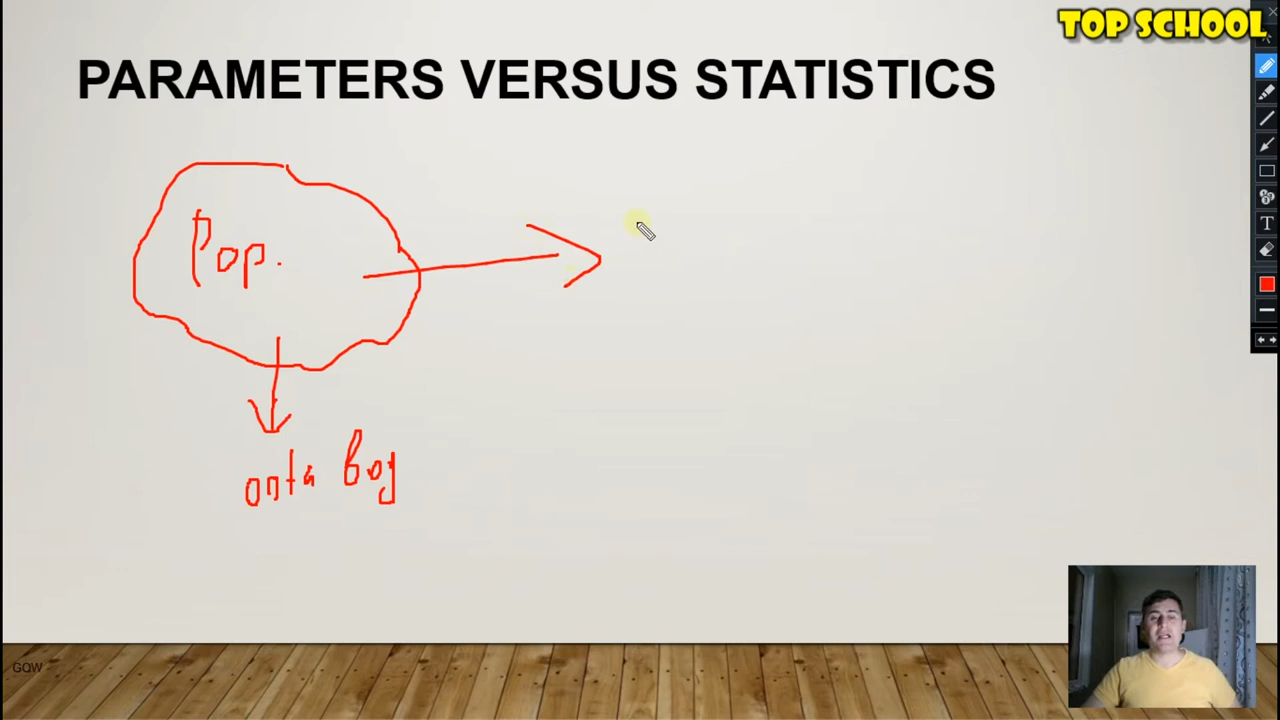 TOP SCHOOL
PARAMETERS VERSUS STATISTICS
Pop.
orta boy
GQW